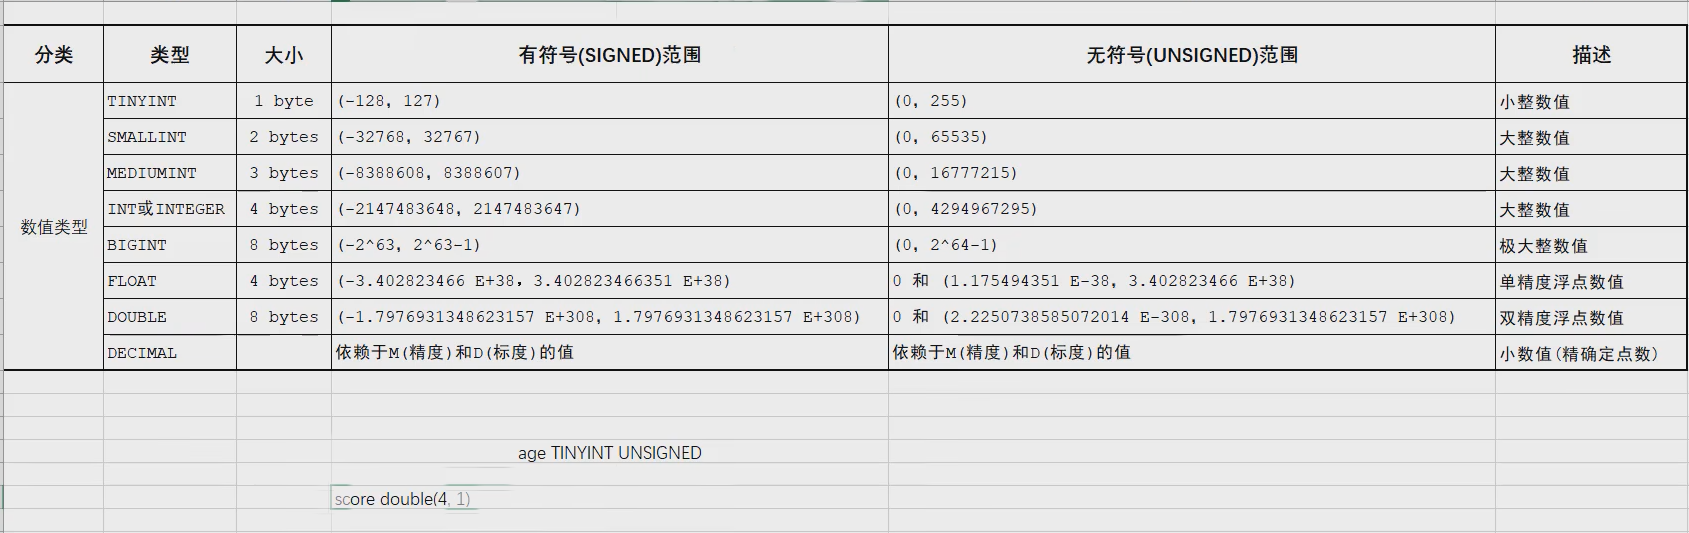 分类 类型 大小 有符号(SIGNED)范围 无符号(UNSIGNED)范围 描述
TINYINT 1 byte (-128, 127) (0, 255) 小整数值
SMALLINT 2 bytes (-32768, 32767) (0, 65535) 大整数值
MEDIUMINT 3 bytes (-8388608, 8388607) (0, 16777215) 大整数值
数值类型 INT或INTEGER 4 bytes (-2147483648, 2147483647) (0, 4294967295) 大整数值
BIGINT 8 bytes (-2^63, 2^63-1) (0, 2^64-1) 极大整数值
FLOAT 4 bytes (-3.402823466 E+38, 3.402823466351 E+38) 0 和 (1.175494351 E-38, 3.402823466 E+38) 单精度浮点数值
DOUBLE 8 bytes (-1.7976931348623157 E+308, 1.7976931348623157 E+308) 0 和 (2.2250738585072014 E-308, 1.7976931348623157 E+308) 双精度浮点数值
DECIMAL 依赖于M(精度)和D(标度)的值 依赖于M(精度)和D(标度)的值 小数值(精确定点数)
age TINYINT UNSIGNED
score double(4, 1)